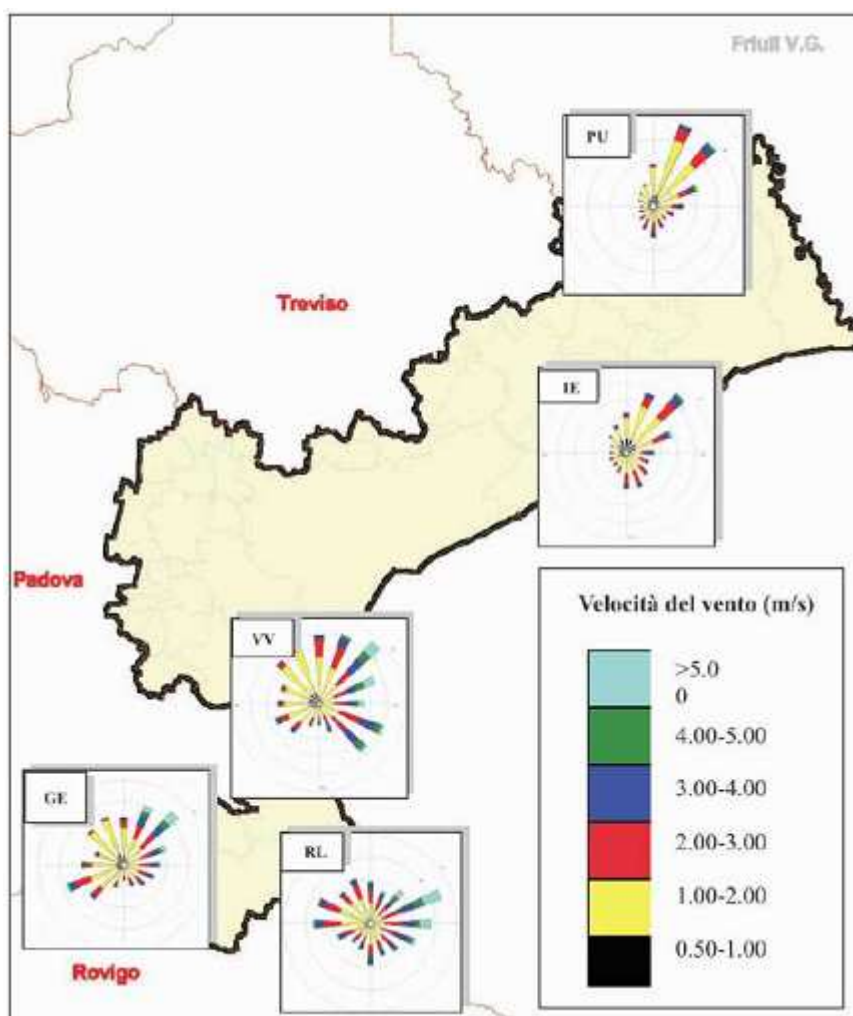 Friuli V.G.
PU
Treviso
IE
Padova
Velocità del vento (m/s)
VV
>5.0
0
4.00-5.00
3.00-4.00
GE
RL
2.00-3.00
1.00-2.00
0.50-1.00
Rovigo